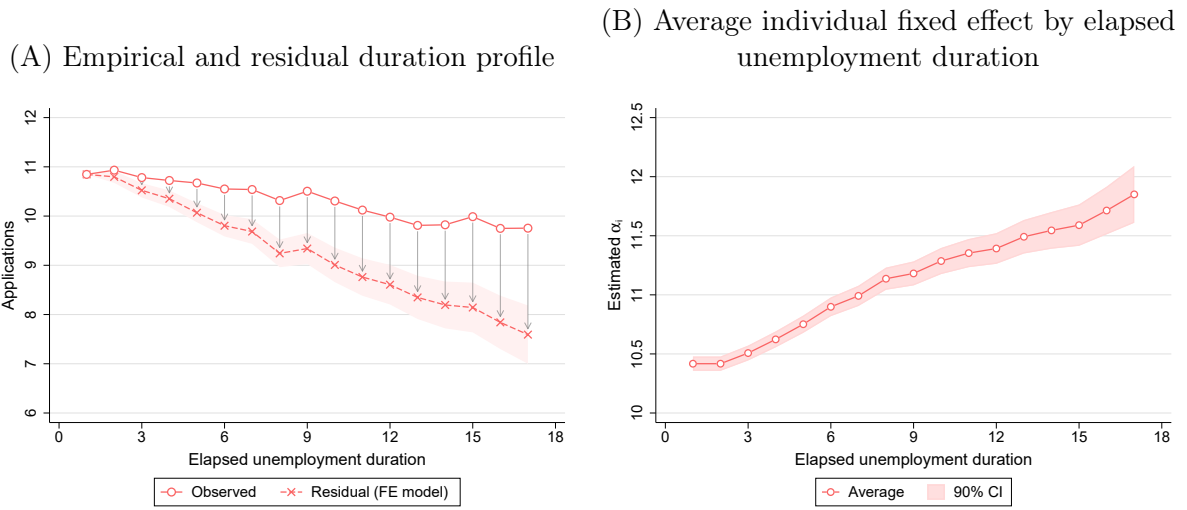 (A) Empirical and residual duration profile
12
11
10
9
8
7
6
Applications
0 3 6 9 12 15 18
Elapsed unemployment duration
Observed Residual (FE model)
(B) Average individual fixed effect by elapsed
unemployment duration
12.5
12
11.5
11
10.5
10
Estimated αi
0 3 6 9 12 15 18
Elapsed unemployment duration
Average 90% CI